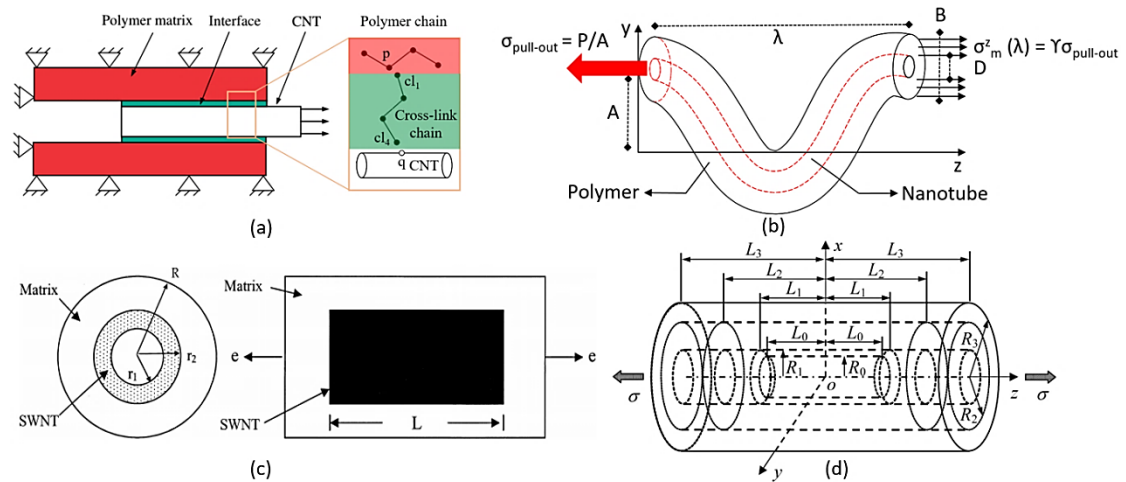 Polymer matrix
Interface
CNT
Polymer chain
p
cl₁
Cross-link
chain
cl₄
q
CNT
(a)
y
B
λ
σpull-out = P/A
σᶻₘ (λ) = ϒσpull-out
D
A
z
Polymer
Nanotube
(b)
Matrix
R
r₂
r₁
SWNT
Matrix
e
e
SWNT
L
(c)
x
L₃
L₃
L₂
L₂
L₁
L₁
L₀
L₀
R₃
R₁
R₀
o
z
σ
σ
R₂
y
(d)